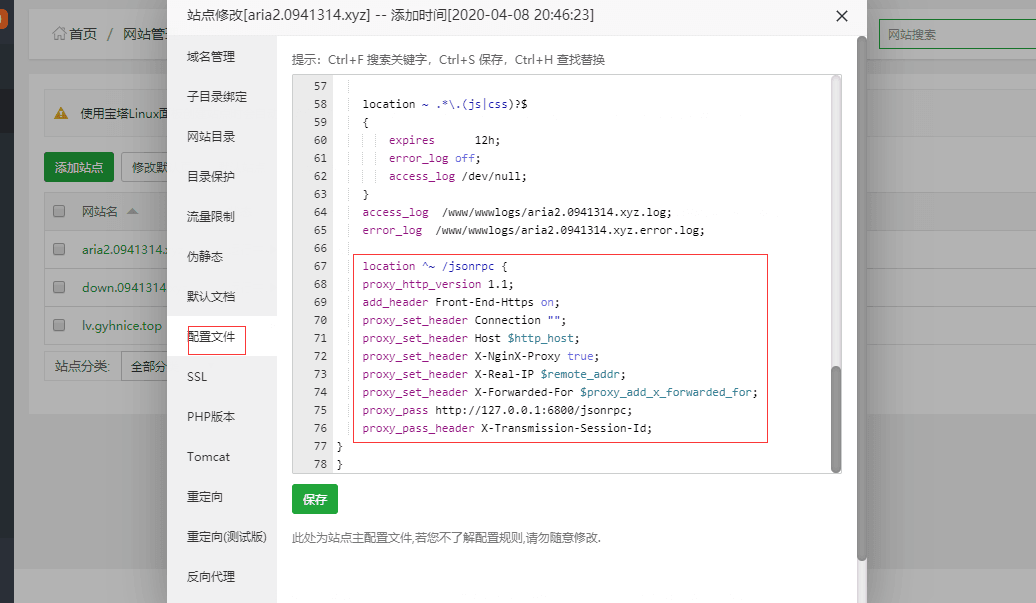 站点修改[aria2.0941314.xyz] -- 添加时间[2020-04-08 20:46:23]
首页 / 网站管
网站搜索
使用宝塔Linux面
添加站点
修改默
网站名
aria2.0941314.x
down.0941314
lv.gyhnice.top
站点分类:
全部分
域名管理
子目录绑定
网站目录
目录保护
流量限制
伪静态
默认文档
配置文件
SSL
PHP版本
Tomcat
重定向
重定向(测试版)
反向代理
提示：Ctrl+F 搜索关键字，Ctrl+S 保存，Ctrl+H 查找替换
57
58 location ~ .*\.(js|css)?$
59 {
60 expires 12h;
61 error_log off;
62 access_log /dev/null;
63 }
64 access_log /www/wwwlogs/aria2.0941314.xyz.log;
65 error_log /www/wwwlogs/aria2.0941314.xyz.error.log;
66
67 location ^~ /jsonrpc {
68 proxy_http_version 1.1;
69 add_header Front-End-Https on;
70 proxy_set_header Connection "";
71 proxy_set_header Host $http_host;
72 proxy_set_header X-NginX-Proxy true;
73 proxy_set_header X-Real-IP $remote_addr;
74 proxy_set_header X-Forwarded-For $proxy_add_x_forwarded_for;
75 proxy_pass http://127.0.0.1:6800/jsonrpc;
76 proxy_pass_header X-Transmission-Session-Id;
77 }
78 }
保存
此处为站点主配置文件,若您不了解配置规则,请勿随意修改.